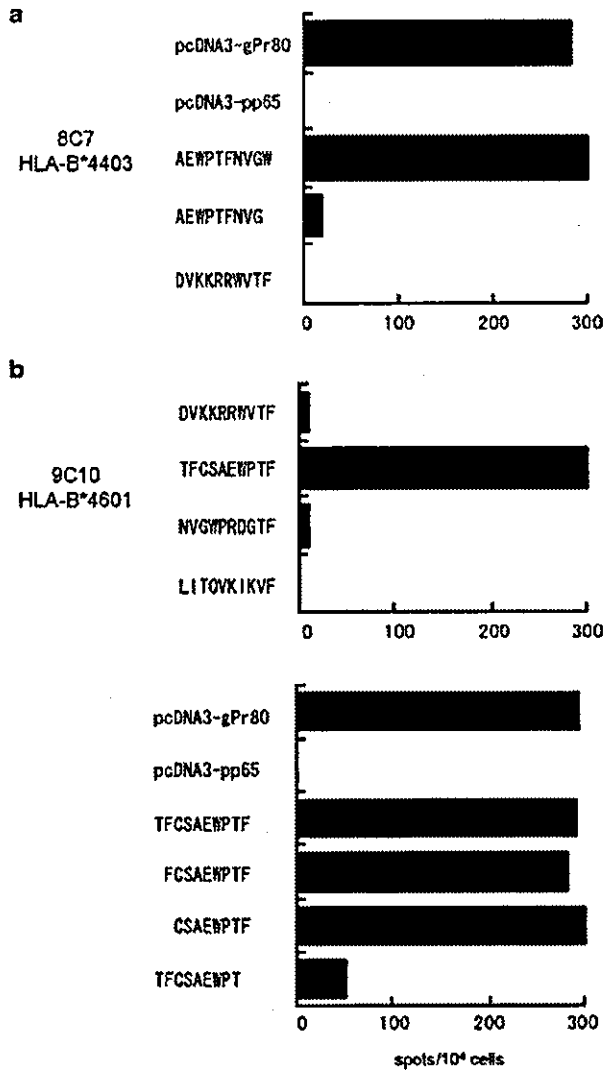 a
8C7
HLA-B*4403
pcDNA3-gPr80
pcDNA3-pp65
AEWPTFNVGW
AEWPTFNVG
DVKKRRWVTF
0 100 200 300
b
9C10
HLA-B*4601
DVKKRRWVTF
TFCSAEWPTF
NVGWPRDGTF
LITQVKIKVF
0 100 200 300
pcDNA3-gPr80
pcDNA3-pp65
TFCSAEWPTF
FCSAEWPTF
CSAEWPTF
TFCSAEWPT
0 100 200 300
spots/10⁴ cells